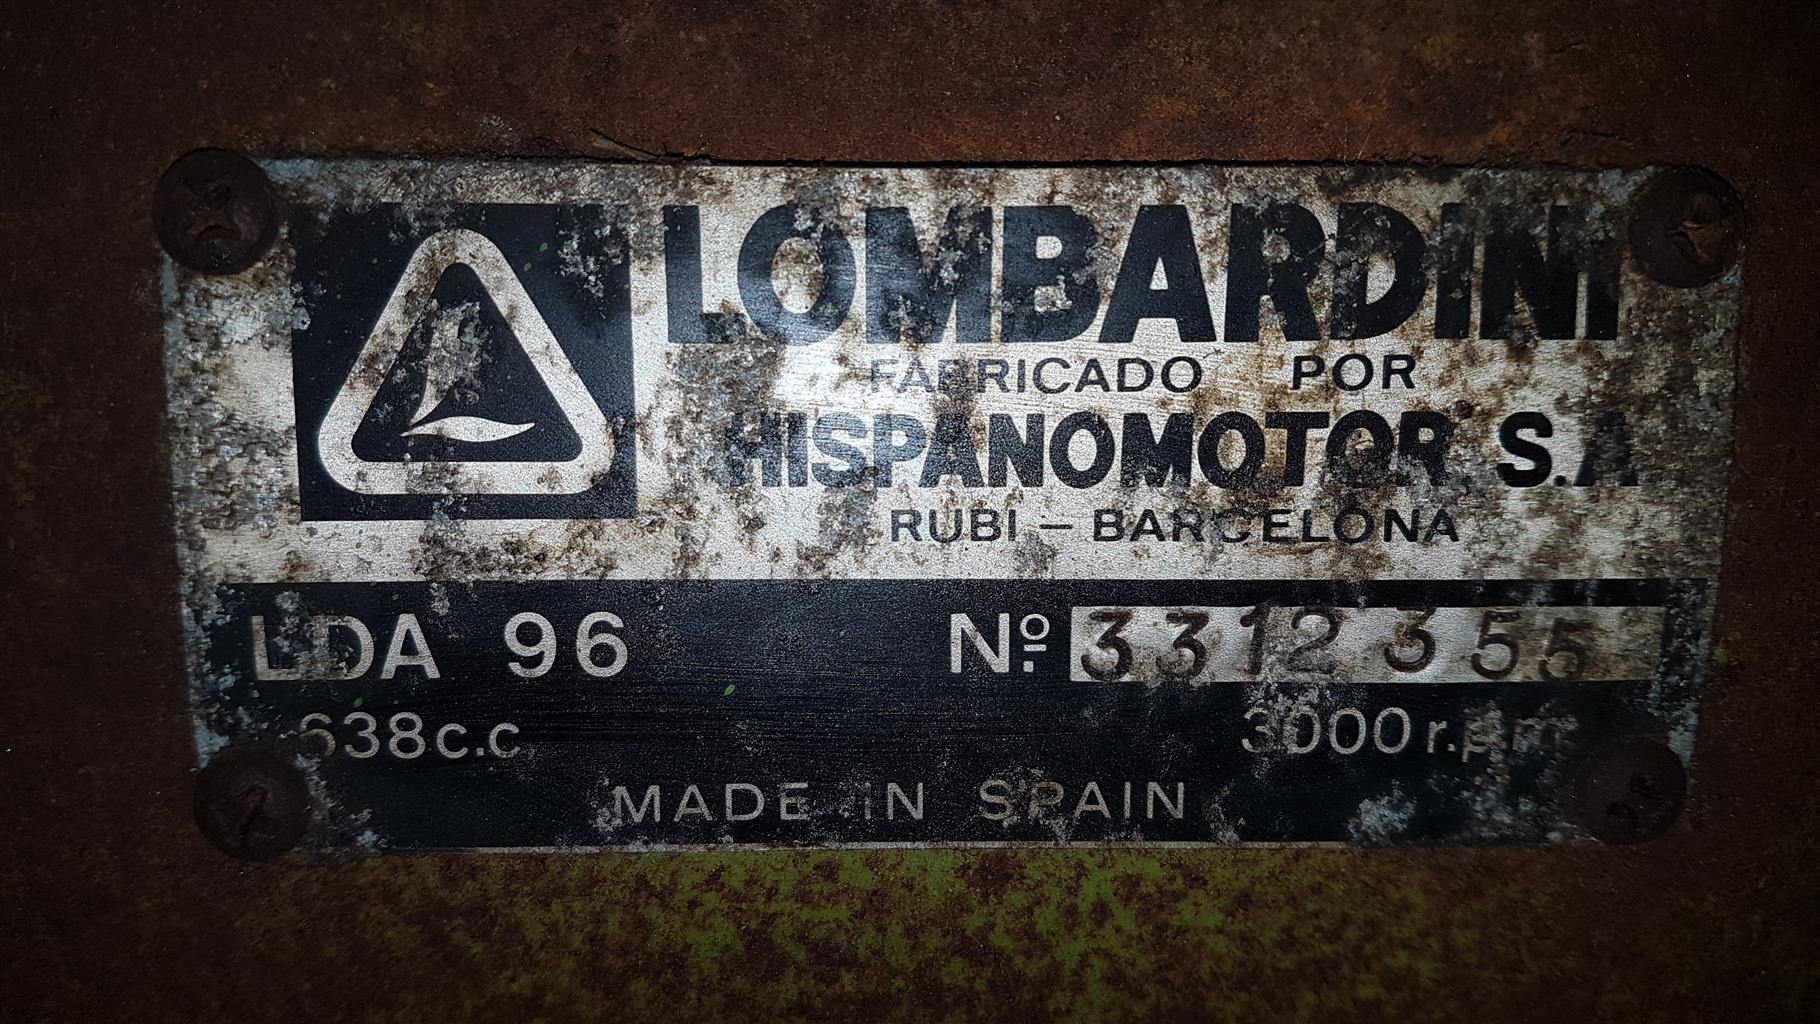 LOMBARDINI
FABRICADO POR
HISPANOMOTOR S.A
RUBI - BARCELONA
LDA 96 Nº. 3312355
638c.c 3000 r.p.m
MADE IN SPAIN